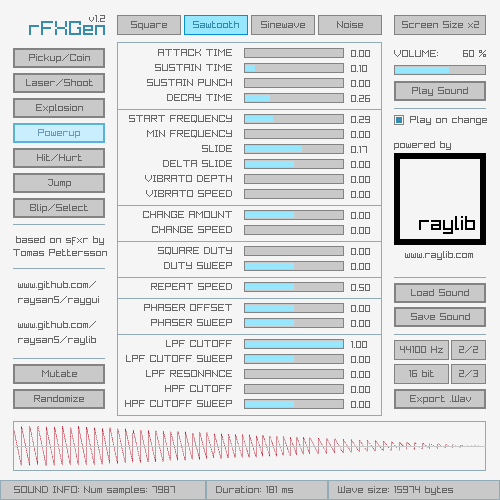 rFXGen v1.2
Pickup/Coin
Laser/Shoot
Explosion
Powerup
Hit/Hurt
Jump
Blip/Select
based on sfxr by
Tomas Pettersson
www.github.com/
raysan5/raygui
www.github.com/
raysan5/raylib
Mutate
Randomize
Square Sawtooth Sinewave Noise
ATTACK TIME 0.00
SUSTAIN TIME 0.10
SUSTAIN PUNCH 0.00
DECAY TIME 0.26
START FREQUENCY 0.29
MIN FREQUENCY 0.00
SLIDE 0.17
DELTA SLIDE 0.00
VIBRATO DEPTH 0.00
VIBRATO SPEED 0.00
CHANGE AMOUNT 0.00
CHANGE SPEED 0.00
SQUARE DUTY 0.00
DUTY SWEEP 0.00
REPEAT SPEED 0.50
PHASER OFFSET 0.00
PHASER SWEEP 0.00
LPF CUTOFF 1.00
LPF CUTOFF SWEEP 0.00
LPF RESONANCE 0.00
HPF CUTOFF 0.00
HPF CUTOFF SWEEP 0.00
Screen Size x2
VOLUME: 60 %
Play Sound
Play on change
powered by
raylib
www.raylib.com
Load Sound
Save Sound
44100 Hz 2/2
16 bit 2/3
Export .Wav
SOUND INFO: Num samples: 7987 Duration: 181 ms Wave size: 15974 bytes